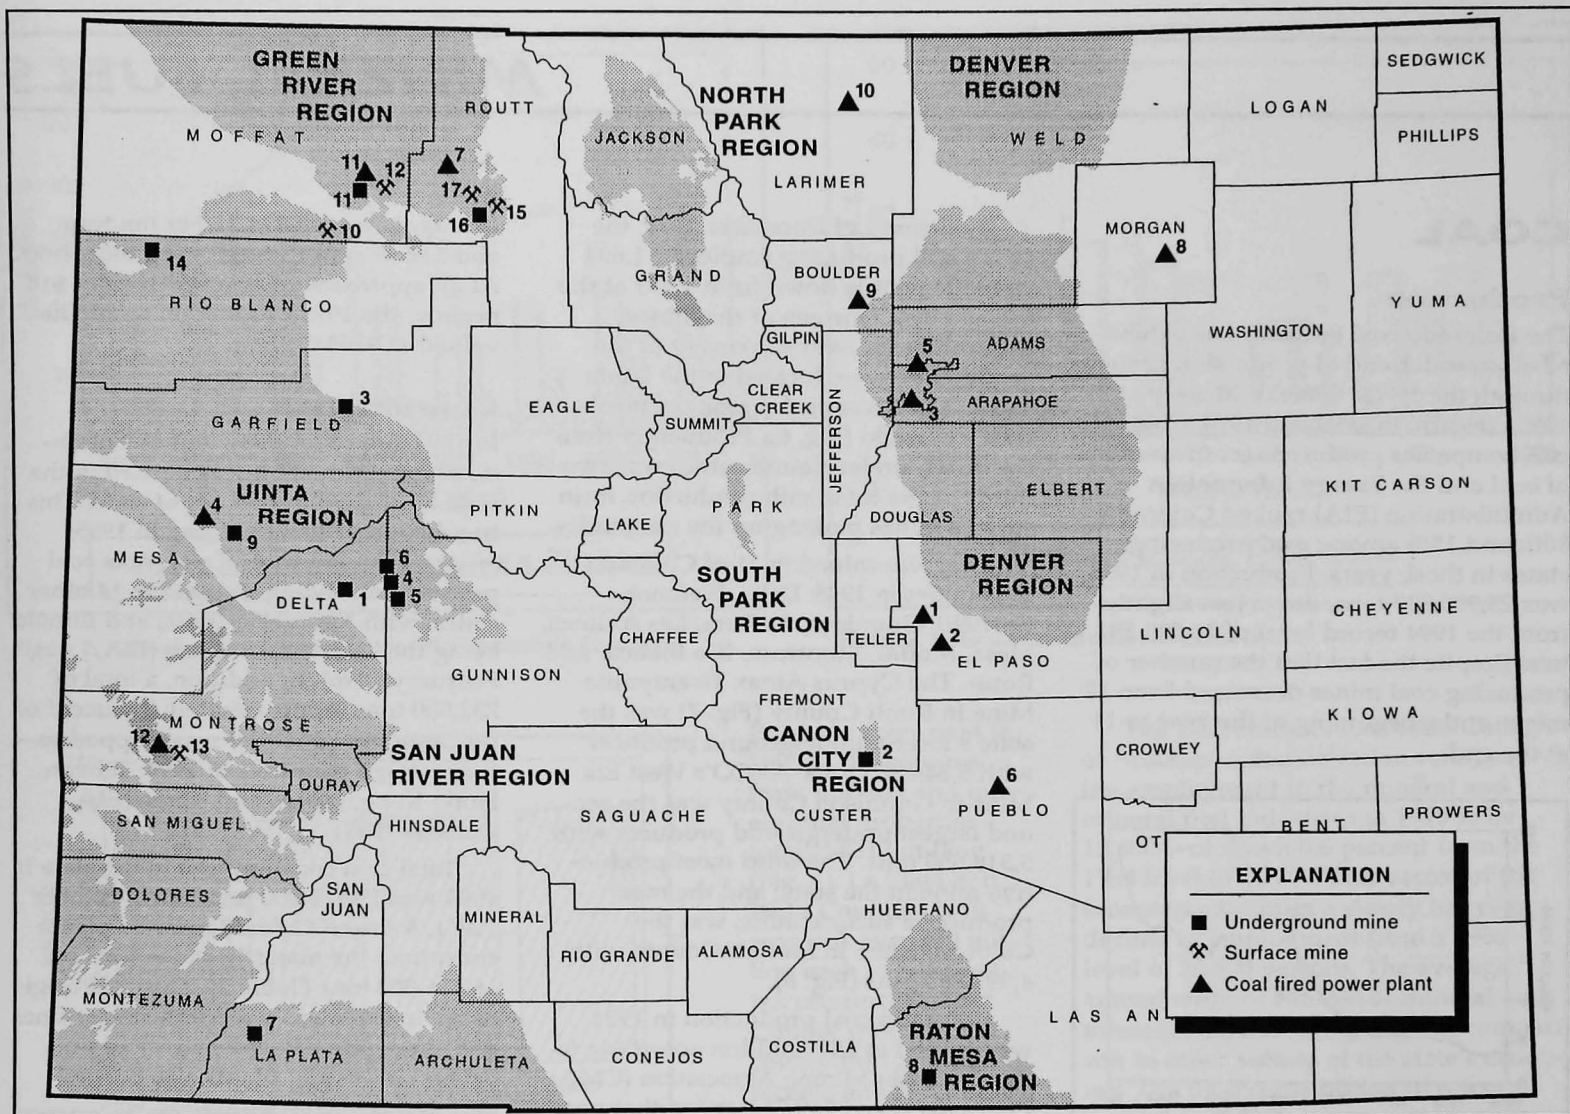 GREEN
RIVER
REGION
MOFFAT
ROUTT
11
12
11
10
7
17
15
16
JACKSON
NORTH
PARK
REGION
10
LARIMER
DENVER
REGION
WELD
LOGAN
SEDGWICK
PHILLIPS
MORGAN
8
14
RIO BLANCO
GRAND
BOULDER
9
GILPIN
YUMA
WASHINGTON
ADAMS
5
CLEAR
CREEK
JEFFERSON
ARAPAHOE
3
3
GARFIELD
EAGLE
SUMMIT
UINTA
REGION
4
9
MESA
PITKIN
LAKE
PARK
DOUGLAS
ELBERT
KIT CARSON
6
4
5
1
DELTA
SOUTH
PARK
REGION
DENVER
REGION
CHEYENNE
1
2
TELLER
EL PASO
LINCOLN
CHAFFEE
GUNNISON
FREMONT
KIOWA
MONTROSE
12
13
SAN JUAN
RIVER REGION
CANON
CITY
REGION
2
CROWLEY
OURAY
6
PUEBLO
SAN MIGUEL
HINSDALE
SAGUACHE
CUSTER
BENT
PROWERS
OT
DOLORES
SAN
JUAN
MINERAL
HUERFANO
RIO GRANDE
ALAMOSA
MONTEZUMA
7
LA PLATA
ARCHULETA
CONEJOS
COSTILLA
RATON
MESA
REGION
8
LAS AN
EXPLANATION
Underground mine
Surface mine
Coal fired power plant